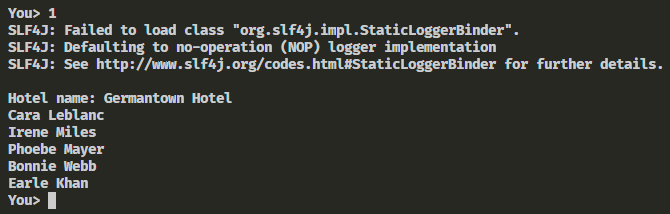 You> 1
SLF4J: Failed to load class "org.slf4j.impl.StaticLoggerBinder".
SLF4J: Defaulting to no-operation (NOP) logger implementation
SLF4J: See http://www.slf4j.org/codes.html#StaticLoggerBinder for further details.
Hotel name: Germantown Hotel
Cara Leblanc
Irene Miles
Phoebe Mayer
Bonnie Webb
Earle Khan
You>